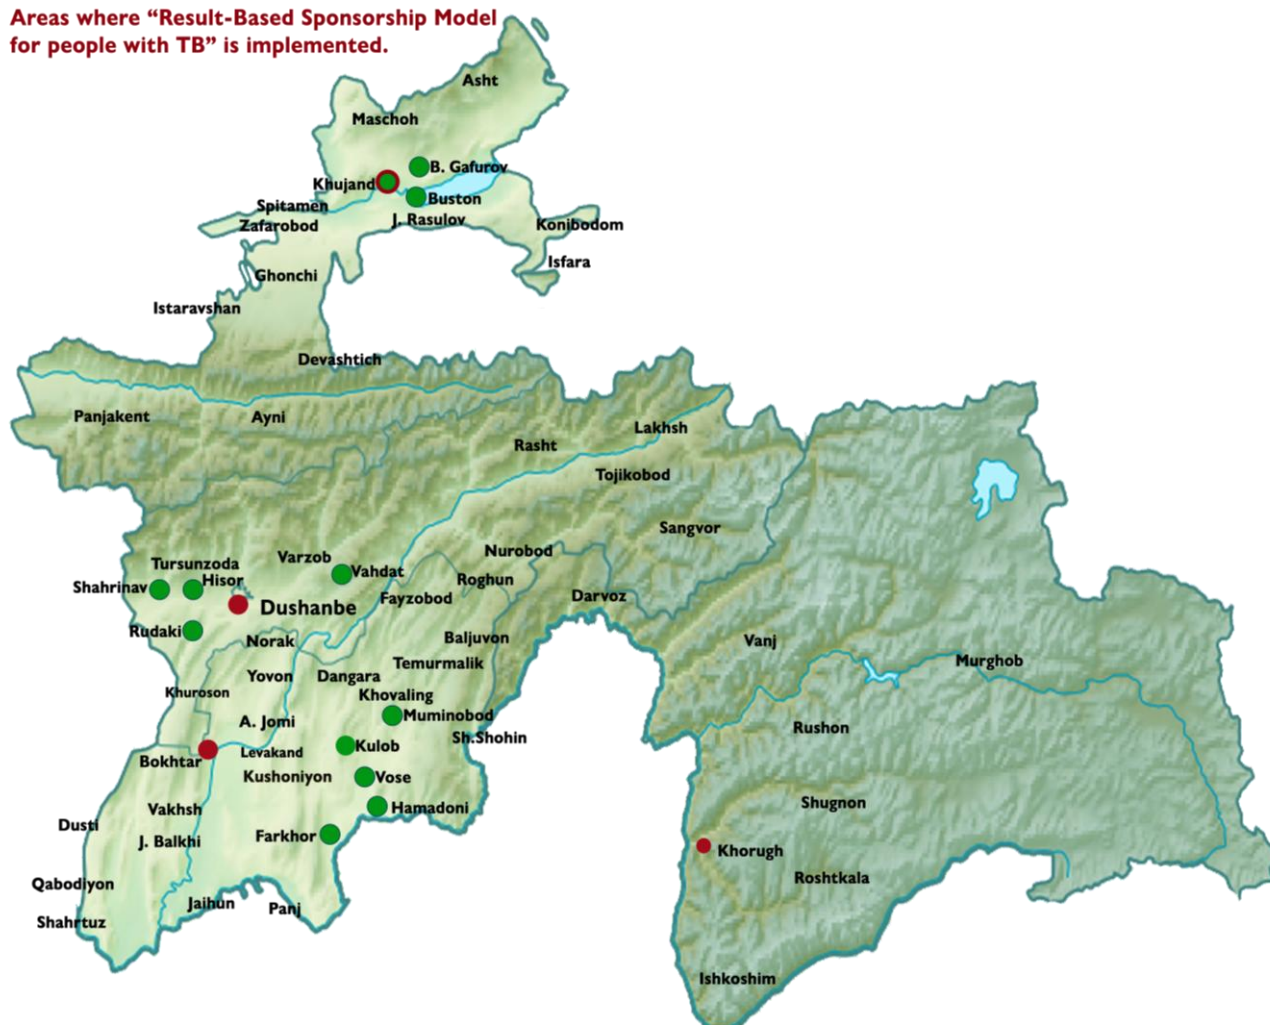 Areas where “Result-Based Sponsorship Model
for people with TB” is implemented.
Asht
Maschoh
B. Gafurov
Khujand
Buston
Spitamen
J. Rasulov
Zafarobod
Konibodom
Isfara
Ghonchi
Istaravshan
Devashtich
Panjakent
Ayni
Lakhsh
Rasht
Tojikobod
Sangvor
Nurobod
Varzob
Tursunzoda
Vahdat
Hisor
Roghun
Shahrinav
Darvoz
Fayzobod
Dushanbe
Rudaki
Baljuvon
Norak
Vanj
Murghob
Temurmalik
Yovon
Dangara
Khuroson
Khovaling
Muminobod
A. Jomi
Rushon
Sh.Shohin
Kulob
Levakand
Bokhtar
Kushoniyon
Vose
Shugnon
Hamadoni
Vakhsh
Dusti
Farkhor
J. Balkhi
Khorugh
Roshtkala
Qabodiyon
Jaihun
Panj
Shahrtuz
Ishkoshim